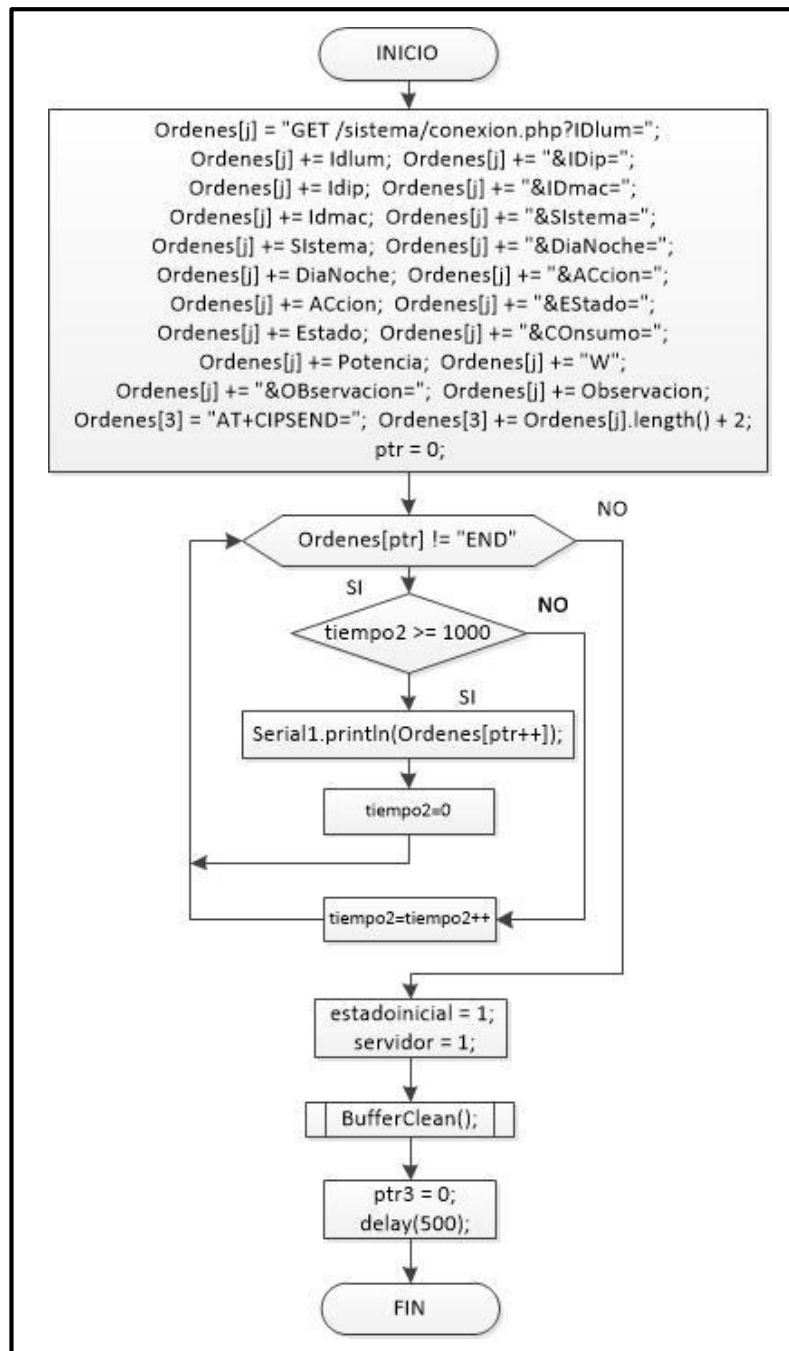 INICIO
Ordenes[j] = "GET /sistema/conexion.php?IDlum=";
Ordenes[j] += Idlum;  Ordenes[j] += "&IDip=";
Ordenes[j] += Idip;  Ordenes[j] += "&IDmac=";
Ordenes[j] += Idmac;  Ordenes[j] += "&SIstema=";
Ordenes[j] += SIstema;  Ordenes[j] += "&DiaNoche=";
Ordenes[j] += DiaNoche;  Ordenes[j] += "&ACcion=";
Ordenes[j] += ACcion;  Ordenes[j] += "&EStado=";
Ordenes[j] += Estado;  Ordenes[j] += "&COnsumo=";
Ordenes[j] += Potencia;  Ordenes[j] += "W";
Ordenes[j] += "&OBservacion=";  Ordenes[j] += Observacion;
Ordenes[3] = "AT+CIPSEND=";  Ordenes[3] += Ordenes[j].length() + 2;
ptr = 0;
NO
Ordenes[ptr] != "END"
SI
NO
tiempo2 >= 1000
SI
Serial1.println(Ordenes[ptr++]);
tiempo2=0
tiempo2=tiempo2++
estadoinicial = 1;
servidor = 1;
BufferClean();
ptr3 = 0;
delay(500);
FIN